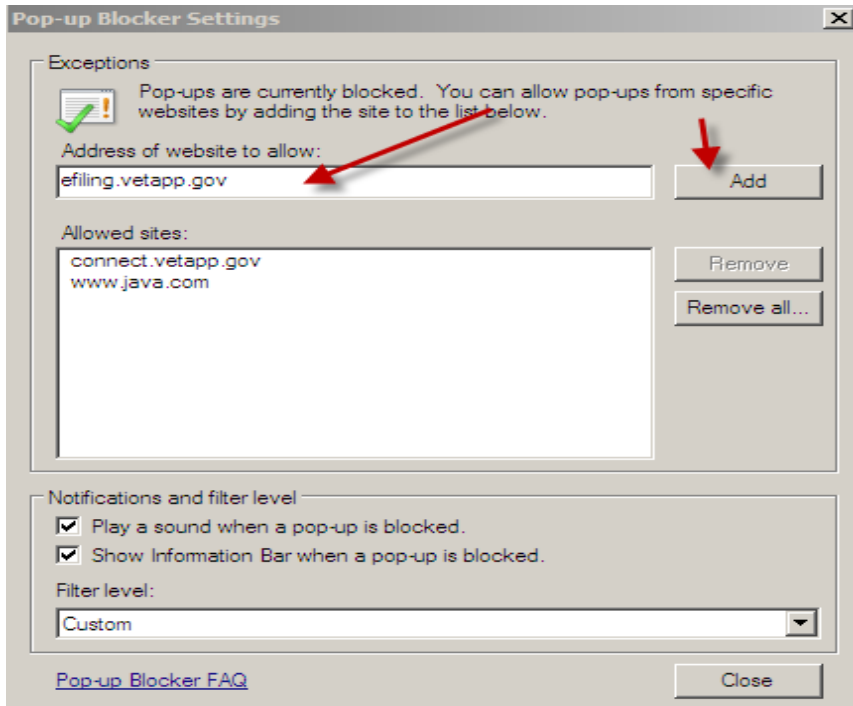 Pop-up Blocker Settings
Exceptions
Pop-ups are currently blocked. You can allow pop-ups from specific
websites by adding the site to the list below.
Address of website to allow:
efiling.vetapp.gov
Add
Allowed sites:
connect.vetapp.gov
www.java.com
Remove
Remove all...
Notifications and filter level
Play a sound when a pop-up is blocked.
Show Information Bar when a pop-up is blocked.
Filter level:
Custom
Pop-up Blocker FAQ
Close